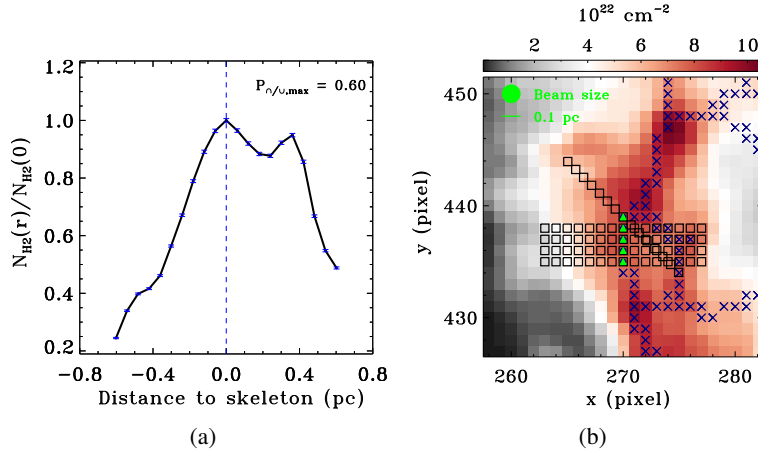 10²² cm⁻²
2 4 6 8 10
1.2
1.0
0.8
0.6
0.4
0.2
N_H2(r)/N_H2(0)
P_∩/∪,max = 0.60
−0.8 −0.4 0.0 0.4 0.8
Distance to skeleton (pc)
(a)
450
440
430
y (pixel)
Beam size
0.1 pc
260 270 280
x (pixel)
(b)